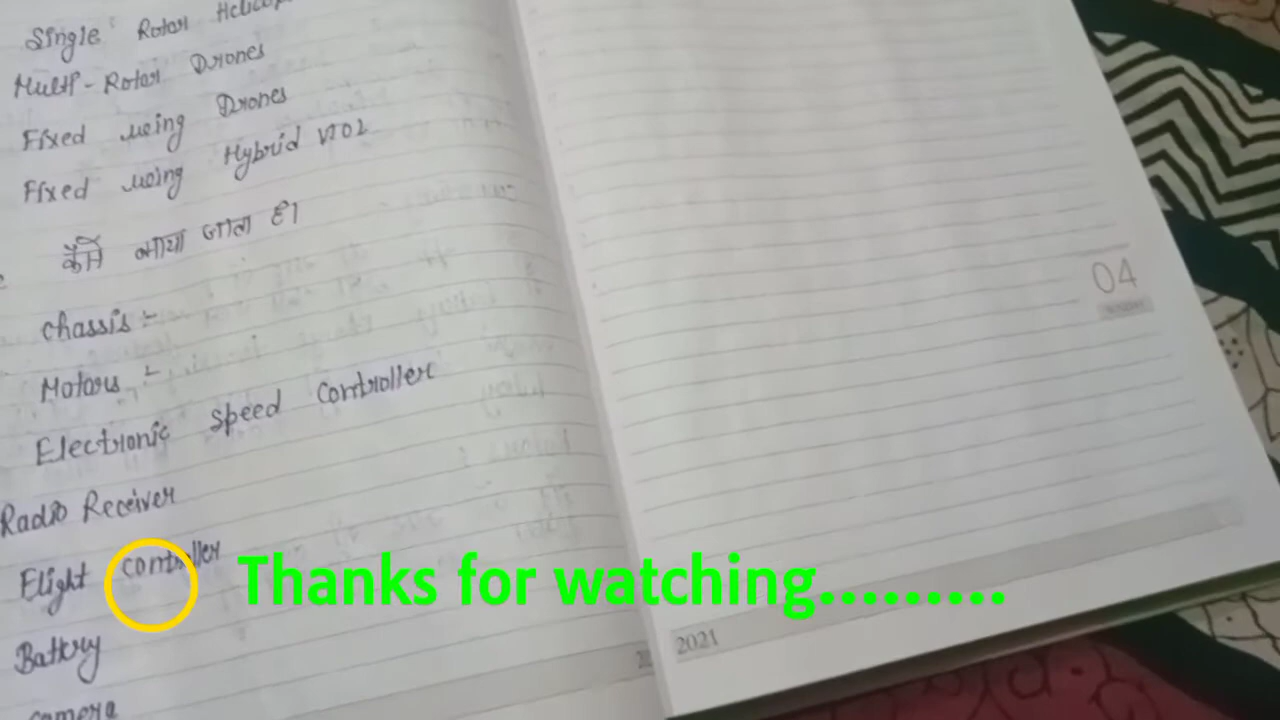 Single Rotor
Multi-Rotor Drones
Fixed wing Drones
Fixed wing Hybrid VTOL
कैसे जाता है।
Chassis :-
Motors :-
Electronic Speed Controller
Radio Receiver
Flight controller
Battery
camera
04
2021
Thanks for watching.........